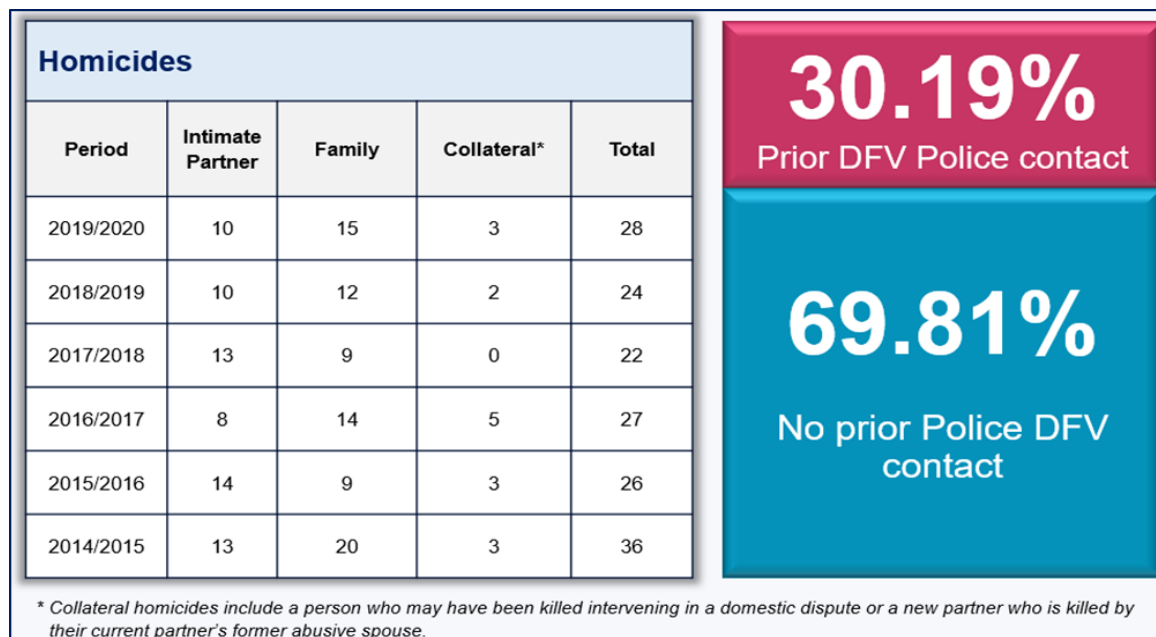 Homicides
Period Intimate Partner Family Collateral* Total
2019/2020 10 15 3 28
2018/2019 10 12 2 24
2017/2018 13 9 0 22
2016/2017 8 14 5 27
2015/2016 14 9 3 26
2014/2015 13 20 3 36
30.19%
Prior DFV Police contact
69.81%
No prior Police DFV
contact
* Collateral homicides include a person who may have been killed intervening in a domestic dispute or a new partner who is killed by
their current partner's former abusive spouse.